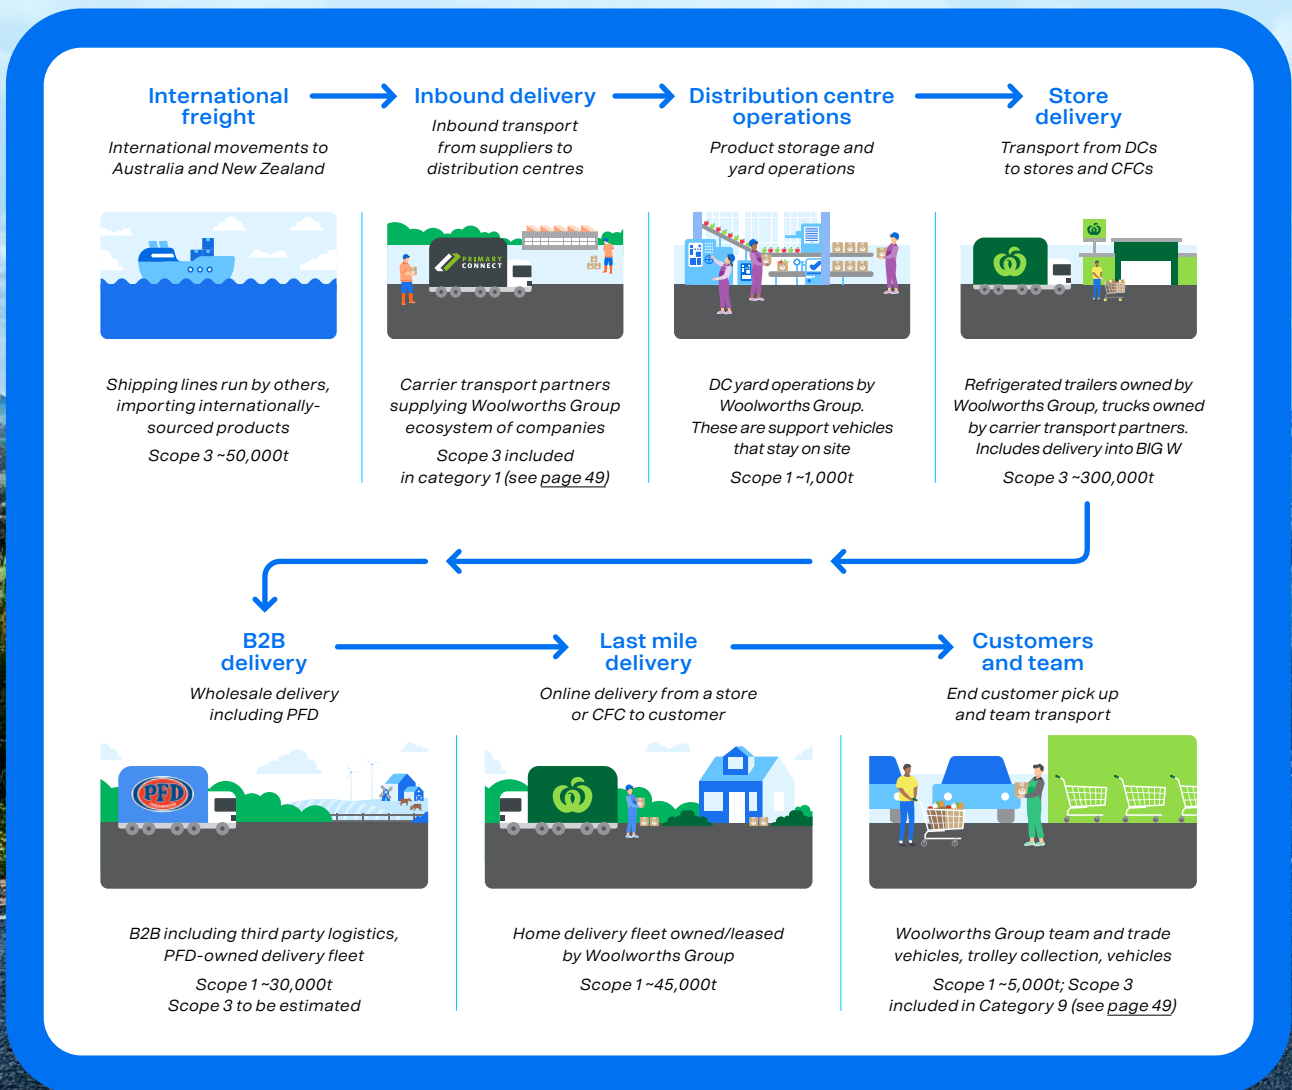 International
freight
International movements to
Australia and New Zealand
Shipping lines run by others,
importing internationally-
sourced products
Scope 3 ~50,000t
Inbound delivery
Inbound transport
from suppliers to
distribution centres
PRIMARY
CONNECT
Carrier transport partners
supplying Woolworths Group
ecosystem of companies
Scope 3 included
in category 1 (see page 49)
Distribution centre
operations
Product storage and
yard operations
DC yard operations by
Woolworths Group.
These are support vehicles
that stay on site
Scope 1 ~1,000t
Store
delivery
Transport from DCs
to stores and CFCs
Refrigerated trailers owned by
Woolworths Group, trucks owned
by carrier transport partners.
Includes delivery into BIG W
Scope 3 ~300,000t
B2B
delivery
Wholesale delivery
including PFD
PFD
B2B including third party logistics,
PFD-owned delivery fleet
Scope 1 ~30,000t
Scope 3 to be estimated
Last mile
delivery
Online delivery from a store
or CFC to customer
Home delivery fleet owned/leased
by Woolworths Group
Scope 1 ~45,000t
Customers
and team
End customer pick up
and team transport
Woolworths Group team and trade
vehicles, trolley collection, vehicles
Scope 1 ~5,000t; Scope 3
included in Category 9 (see page 49)